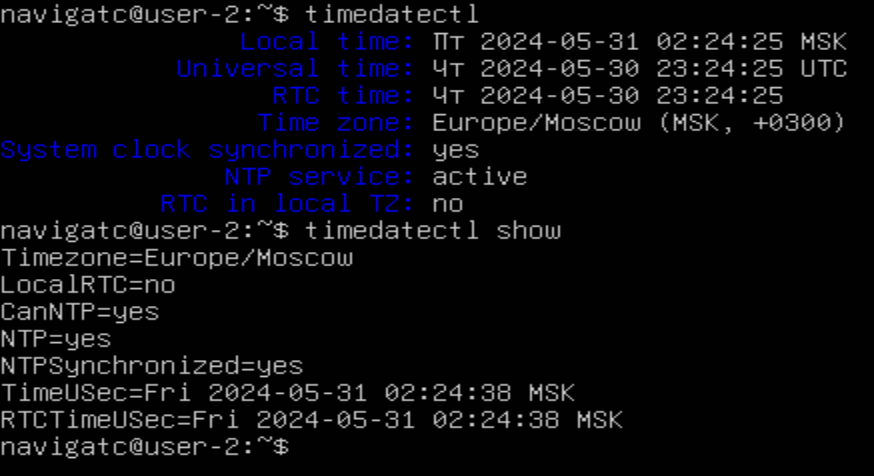 navigatc@user-2:~$ timedatectl
Local time: Пт 2024-05-31 02:24:25 MSK
Universal time: Чт 2024-05-30 23:24:25 UTC
RTC time: Чт 2024-05-30 23:24:25
Time zone: Europe/Moscow (MSK, +0300)
System clock synchronized: yes
NTP service: active
RTC in local TZ: no
navigatc@user-2:~$ timedatectl show
Timezone=Europe/Moscow
LocalRTC=no
CanNTP=yes
NTP=yes
NTPSynchronized=yes
TimeUSec=Fri 2024-05-31 02:24:38 MSK
RTCTimeUSec=Fri 2024-05-31 02:24:38 MSK
navigatc@user-2:~$